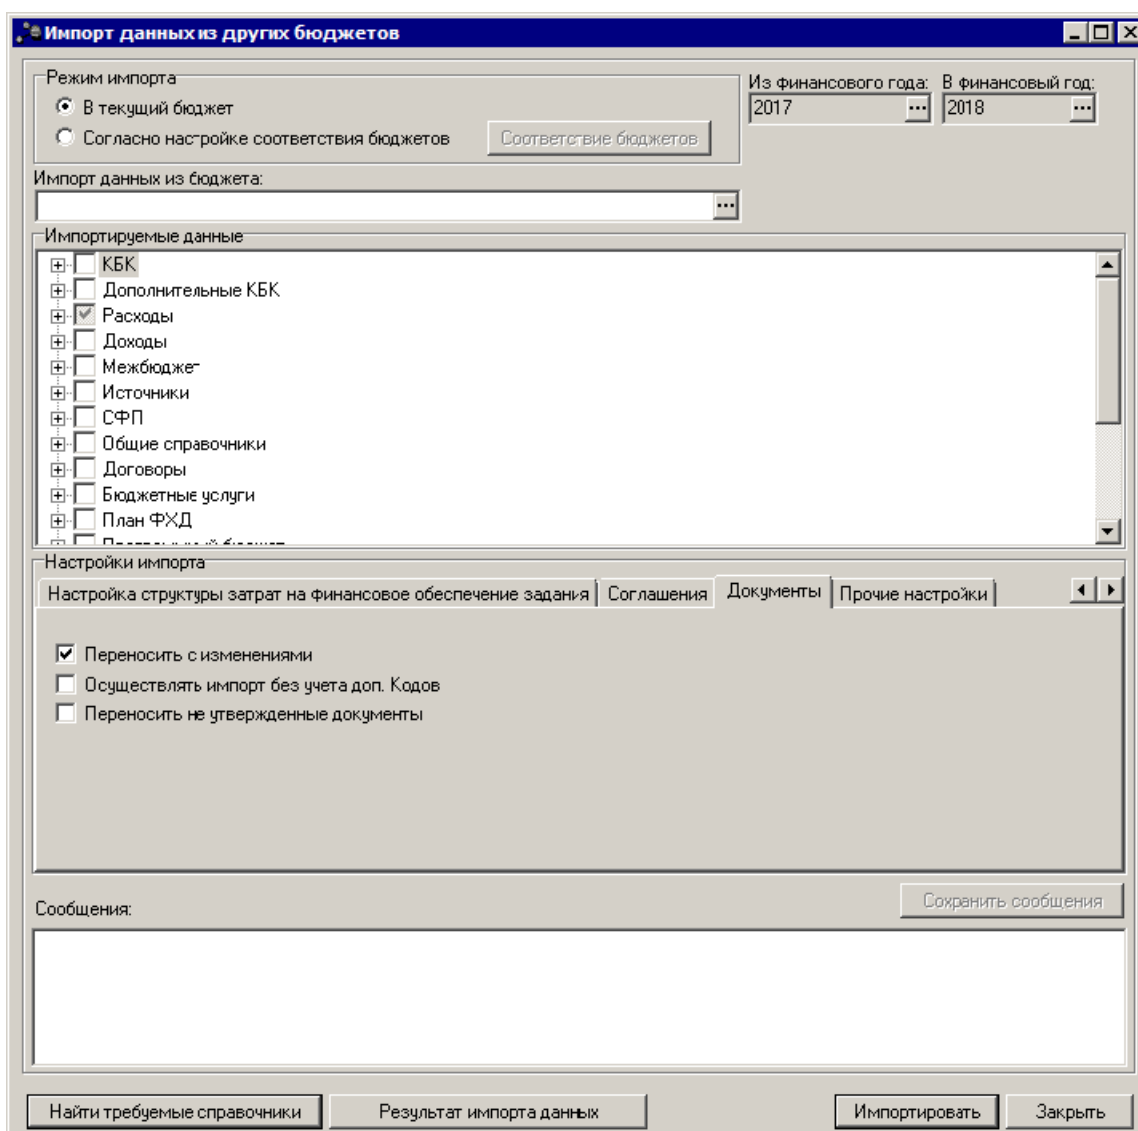 Импорт данных из других бюджетов
Режим импорта
В текущий бюджет
Согласно настройке соответствия бюджетов
Соответствие бюджетов
Из финансового года:
В финансовый год:
2017
2018
Импорт данных из бюджета:
Импортируемые данные
КБК
Дополнительные КБК
Расходы
Доходы
Межбюджет
Источники
СФП
Общие справочники
Договоры
Бюджетные услуги
План ФХД
Настройки импорта
Настройка структуры затрат на финансовое обеспечение задания
Соглашения
Документы
Прочие настройки
Переносить с изменениями
Осуществлять импорт без учета доп. Кодов
Переносить не утвержденные документы
Сохранить сообщения
Сообщения:
Найти требуемые справочники
Результат импорта данных
Импортировать
Закрыть